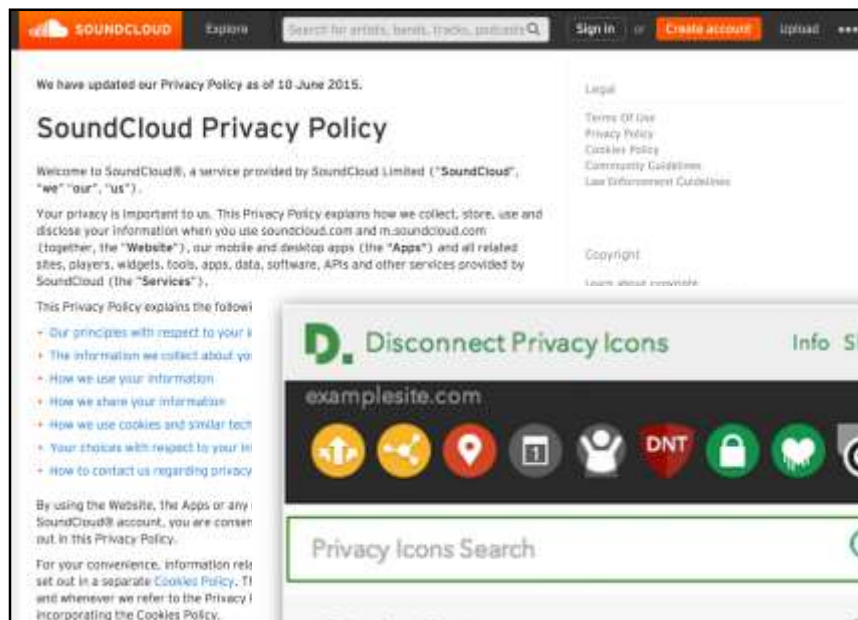 SOUNDCLOUD
Explore
Search for artists, bands, tracks, podcasts
Sign in or Create account
Upload
We have updated our Privacy Policy as of 10 June 2015.
SoundCloud Privacy Policy
Welcome to SoundCloud®, a service provided by SoundCloud Limited ("SoundCloud",
"we" "our", "us").
Your privacy is important to us. This Privacy Policy explains how we collect, store, use and
disclose your information when you use soundcloud.com and m.soundcloud.com
(together, the "Website"), our mobile and desktop apps (the "Apps") and all related
sites, players, widgets, tools, apps, data, software, APIs and other services provided by
SoundCloud (the "Services").
This Privacy Policy explains the followi
• Our principles with respect to your i
• The information we collect about yo
• How we use your information
• How we share your information
• How we use cookies and similar tech
• Your choices with respect to your in
• How to contact us regarding privacy
By using the Website, the Apps or any
SoundCloud® account, you are consen
out in this Privacy Policy.
For your convenience, information rela
set out in a separate Cookies Policy. Th
and whenever we refer to the Privacy
incorporating the Cookies Policy.
Legal
Terms Of Use
Privacy Policy
Cookies Policy
Community Guidelines
Law Enforcement Guidelines
Copyright
Learn about copyright
D. Disconnect Privacy Icons
Info
examplesite.com
1
DNT
Privacy Icons Search